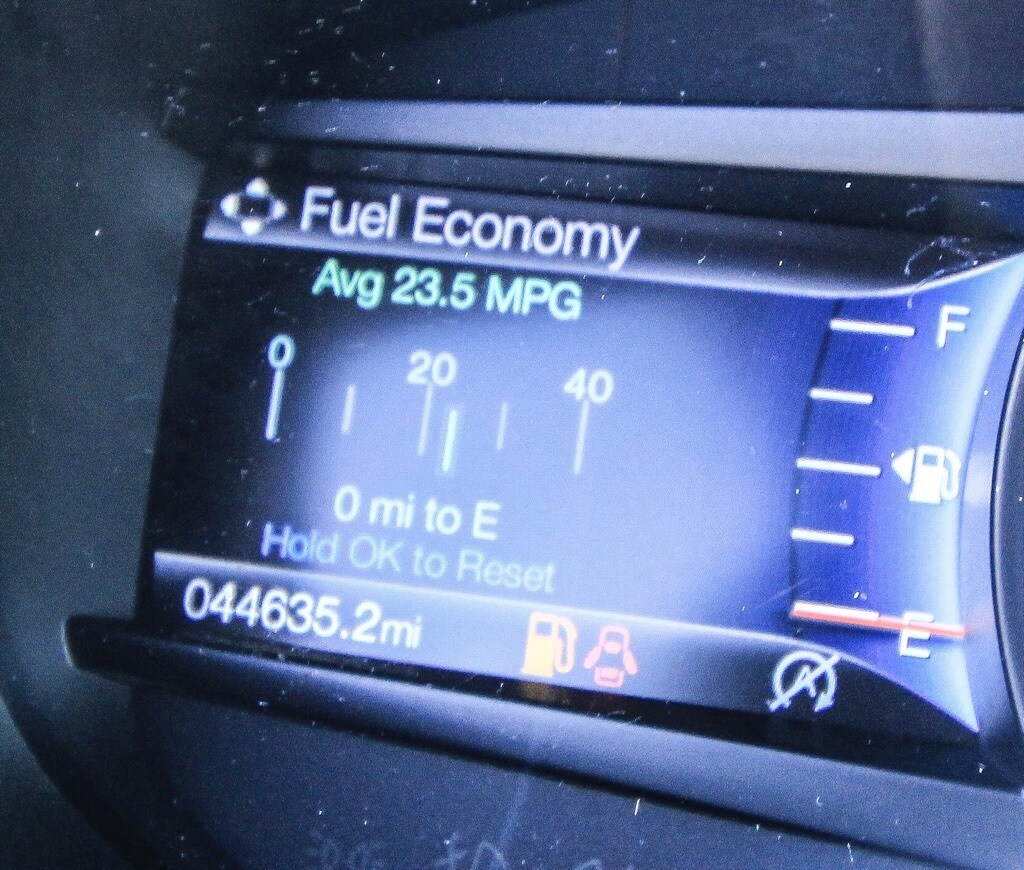 Fuel Economy
Avg 23.5 MPG
0 20 40
0 mi to E
Hold OK to Reset
044635.2mi
F
E
A